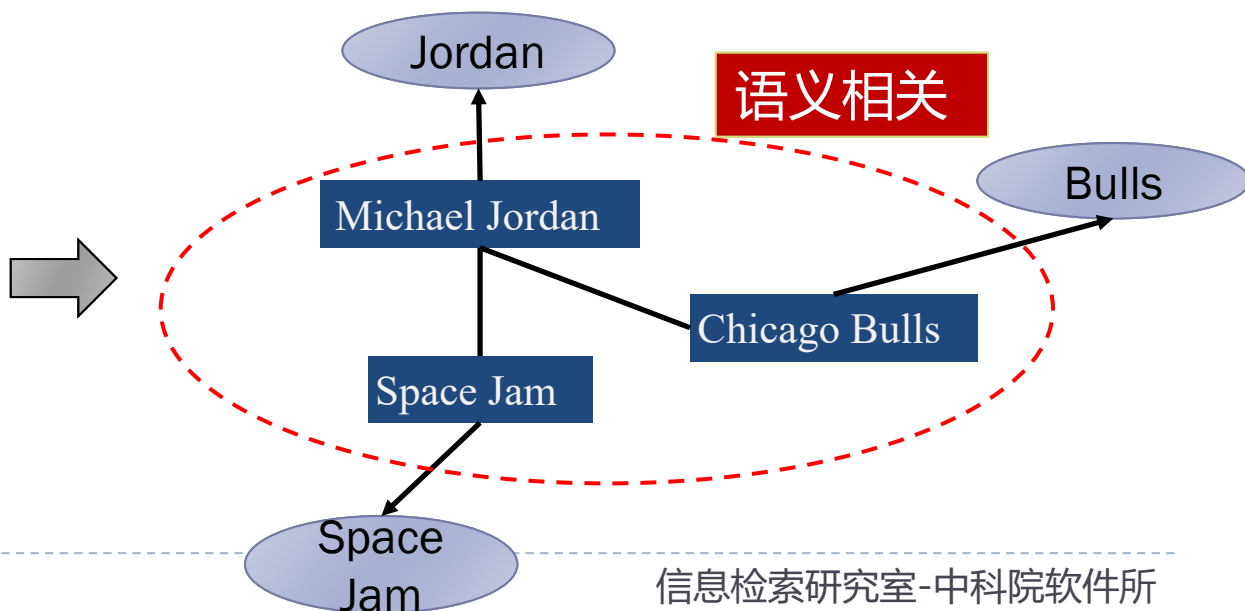 Jordan
语义相关
Bulls
Michael Jordan
Chicago Bulls
Space Jam
Space
Jam
信息检索研究室-中科院软件所